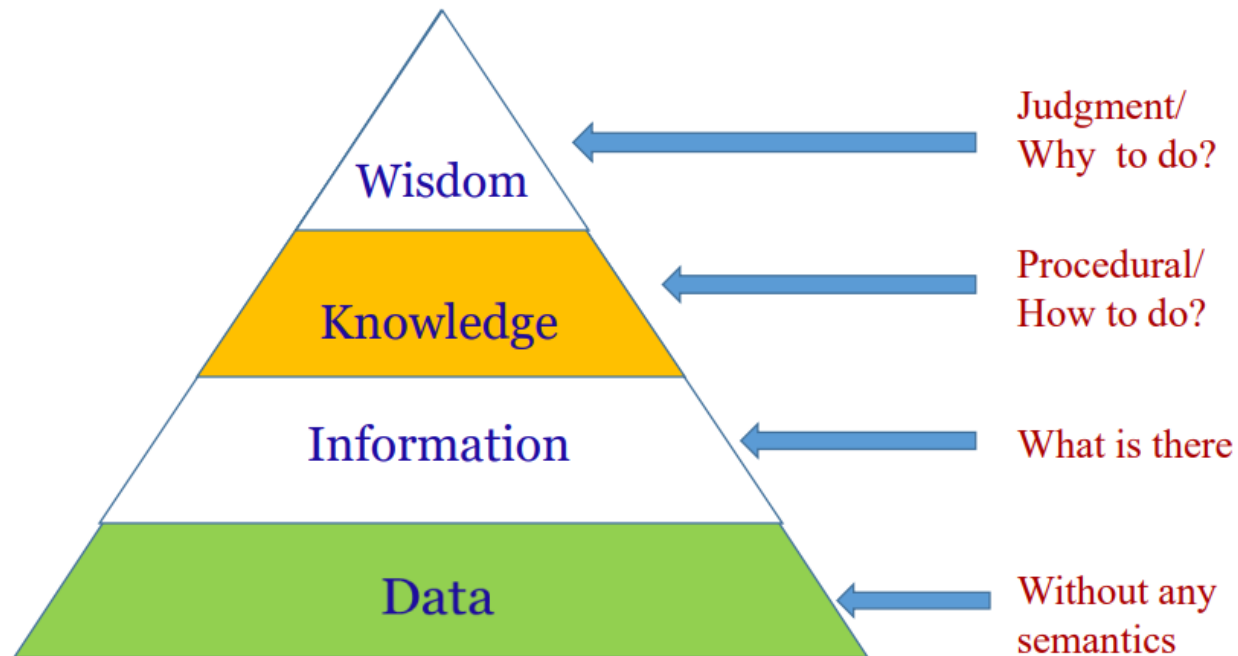 Judgment/
Why to do?
Wisdom
Procedural/
How to do?
Knowledge
Information
What is there
Data
Without any
semantics